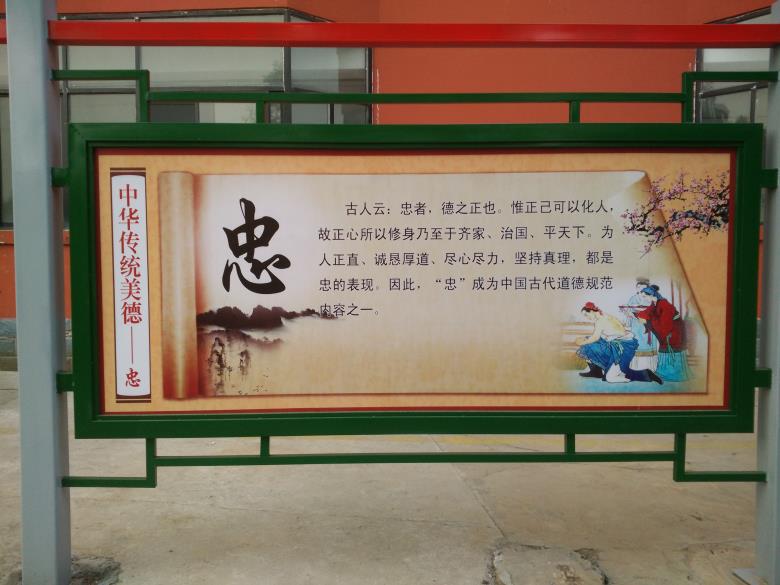 中华传统美德——忠
忠
古人云：忠者，德之正也。惟正己可以化人，
故正心所以修身乃至于齐家、治国、平天下。为
人正直、诚恳厚道、尽心尽力，坚持真理，都是
忠的表现。因此，“忠”成为中国古代道德规范
内容之一。